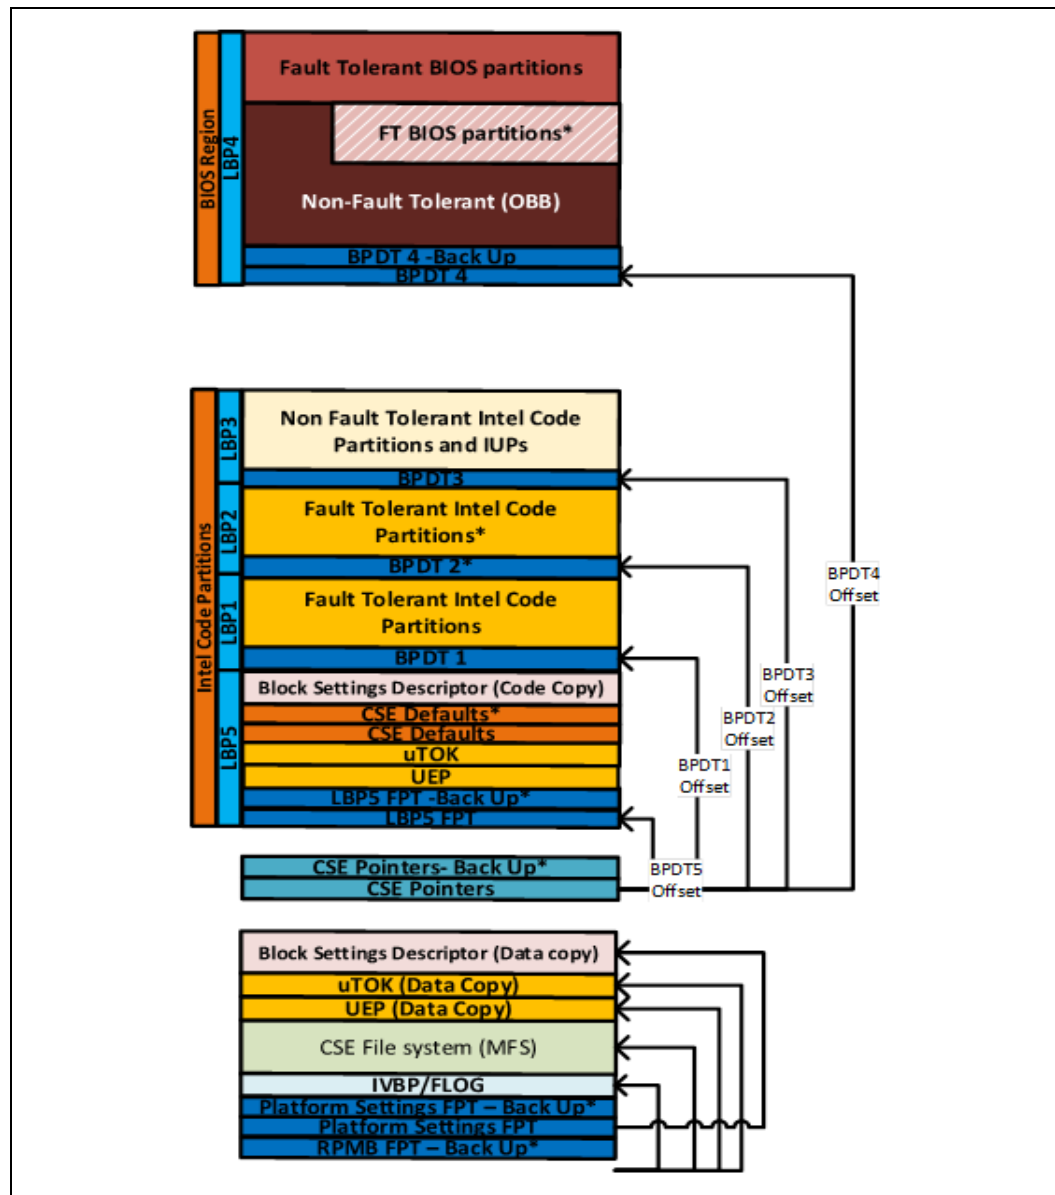 BIOS Region
LBP4
Fault Tolerant BIOS partitions
FT BIOS partitions*
Non-Fault Tolerant (OBB)
BPDT 4 -Back Up
BPDT 4
Intel Code Partitions
LBP3
Non Fault Tolerant Intel Code
Partitions and IUPs
BPDT3
LBP2
Fault Tolerant Intel Code
Partitions*
BPDT 2*
LBP1
Fault Tolerant Intel Code
Partitions
BPDT 1
LBP5
Block Settings Descriptor (Code Copy)
CSE Defaults*
CSE Defaults
uTOK
UEP
LBP5 FPT -Back Up*
LBP5 FPT
BPDT4
Offset
BPDT3
Offset
BPDT2
Offset
BPDT1
Offset
BPDT5
Offset
CSE Pointers- Back Up*
CSE Pointers
Block Settings Descriptor (Data copy)
uTOK (Data Copy)
UEP (Data Copy)
CSE File system (MFS)
IVBP/FLOG
Platform Settings FPT – Back Up*
Platform Settings FPT
RPMB FPT – Back Up*